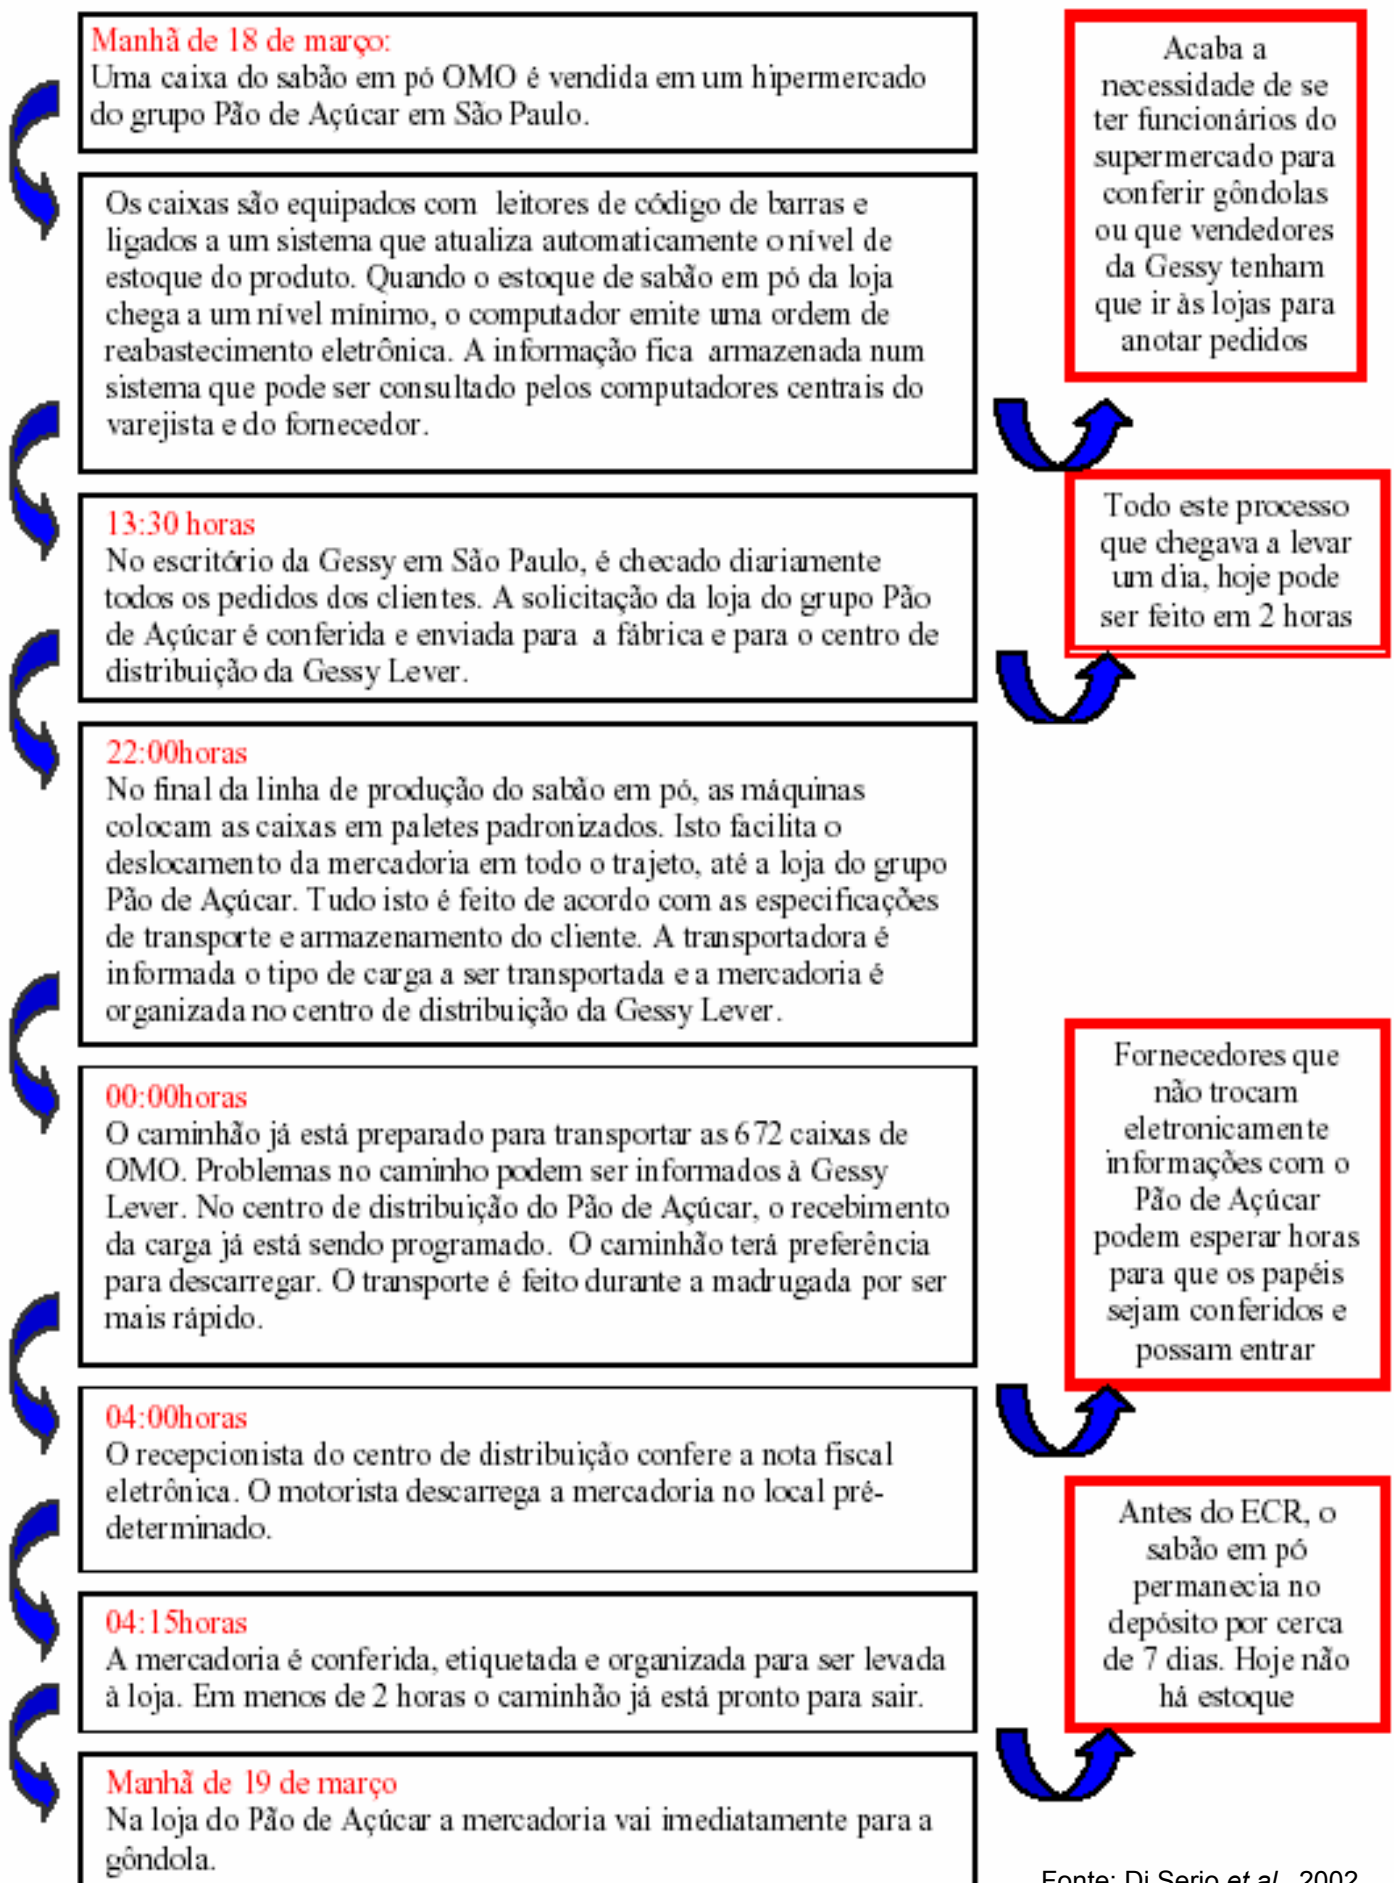 Manhã de 18 de março:
Uma caixa do sabão em pó OMO é vendida em um hipermercado
do grupo Pão de Açúcar em São Paulo.
Acaba a
necessidade de se
ter funcionários do
supermercado para
conferir gôndolas
ou que vendedores
da Gessy tenham
que ir às lojas para
anotar pedidos
Os caixas são equipados com leitores de código de barras e
ligados a um sistema que atualiza automaticamente o nível de
estoque do produto. Quando o estoque de sabão em pó da loja
chega a um nível mínimo, o computador emite uma ordem de
reabastecimento eletrônica. A informação fica armazenada num
sistema que pode ser consultado pelos computadores centrais do
varejista e do fornecedor.
13:30 horas
No escritório da Gessy em São Paulo, é checado diariamente
todos os pedidos dos clientes. A solicitação da loja do grupo Pão
de Açúcar é conferida e enviada para a fábrica e para o centro de
distribuição da Gessy Lever.
Todo este processo
que chegava a levar
um dia, hoje pode
ser feito em 2 horas
22:00horas
No final da linha de produção do sabão em pó, as máquinas
colocam as caixas em paletes padronizados. Isto facilita o
deslocamento da mercadoria em todo o trajeto, até a loja do grupo
Pão de Açúcar. Tudo isto é feito de acordo com as especificações
de transporte e armazenamento do cliente. A transportadora é
informada o tipo de carga a ser transportada e a mercadoria é
organizada no centro de distribuição da Gessy Lever.
00:00horas
O caminhão já está preparado para transportar as 672 caixas de
OMO. Problemas no caminho podem ser informados à Gessy
Lever. No centro de distribuição do Pão de Açúcar, o recebimento
da carga já está sendo programado. O caminhão terá preferência
para descarregar. O transporte é feito durante a madrugada por ser
mais rápido.
Fornecedores que
não trocam
eletronicamente
informações com o
Pão de Açúcar
podem esperar horas
para que os papéis
sejam conferidos e
possam entrar
04:00horas
O recepcionista do centro de distribuição confere a nota fiscal
eletrônica. O motorista descarrega a mercadoria no local pré-
determinado.
04:15horas
A mercadoria é conferida, etiquetada e organizada para ser levada
à loja. Em menos de 2 horas o caminhão já está pronto para sair.
Antes do ECR, o
sabão em pó
permanecia no
depósito por cerca
de 7 dias. Hoje não
há estoque
Manhã de 19 de março
Na loja do Pão de Açúcar a mercadoria vai imediatamente para a
gôndola.
Fonte: Di Serio et al., 2002